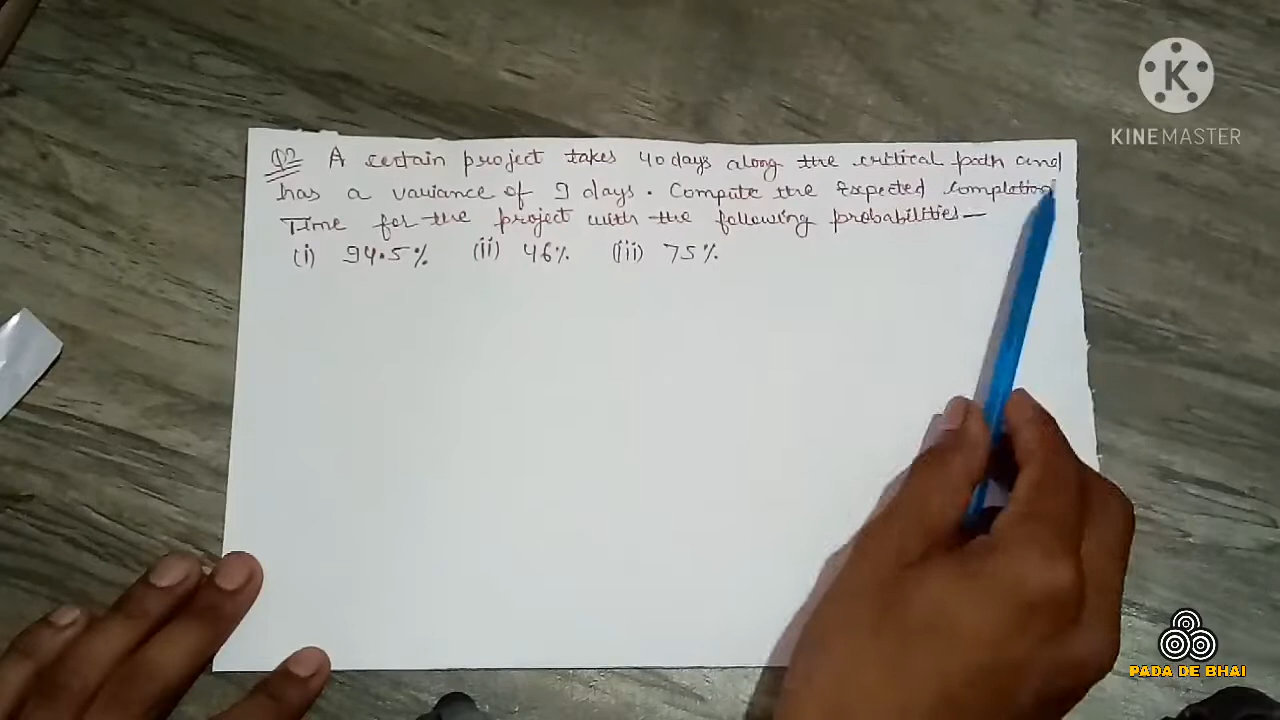 Q2 A certain project takes 40 days along the critical path and
has a variance of 9 days. Compute the Expected completion
Time for the project with the following probabilities—
(i) 94.5% (ii) 46% (iii) 75%
K
KINEMASTER
PADA DE BHAI